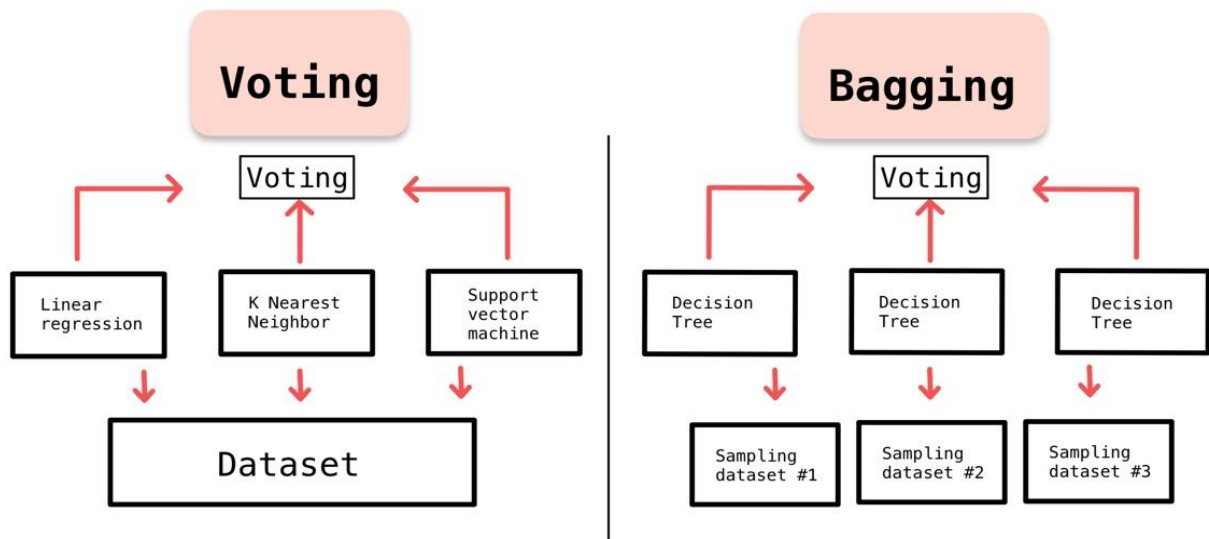 Voting
Voting
Linear
regression
K Nearest
Neighbor
Support
vector
machine
Dataset
Bagging
Voting
Decision
Tree
Decision
Tree
Decision
Tree
Sampling
dataset #1
Sampling
dataset #2
Sampling
dataset #3